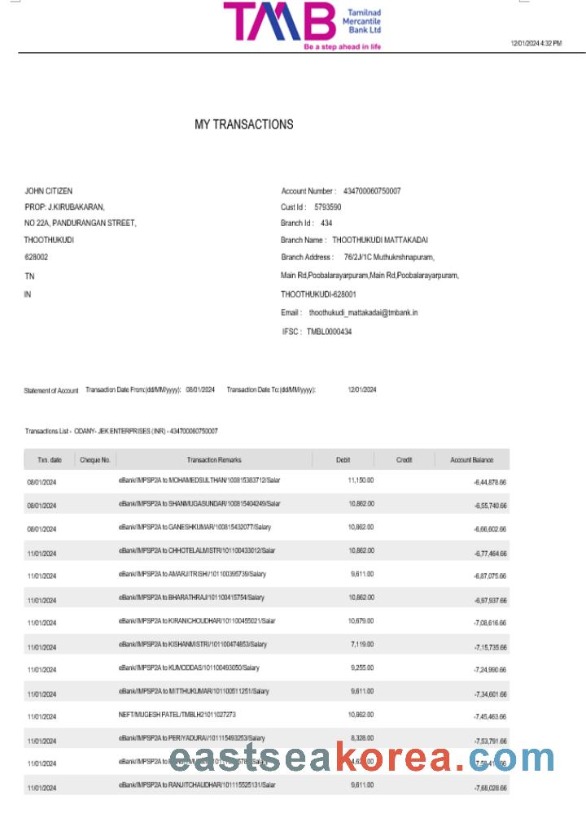 TMB
Tamilnad
Mercantile
Bank Ltd
Be a step ahead in life
12/01/2024 4:32 PM
MY TRANSACTIONS
JOHN CITIZEN
PROP: J.KIRUBAKARAN,
NO 22A, PANDURANGAN STREET,
THOOTHUKUDI
628002
TN
IN
Account Number : 434700060750007
Cust Id : 5793590
Branch Id : 434
Branch Name : THOOTHUKUDI MATTAKADAI
Branch Address : 76/2J/1C Muthukrishnapuram,
Main Rd,Poobalarayarpuram,Main Rd,Poobalarayarpuram,
THOOTHUKUDI-628001
Email : thoothukudi_mattakadai@tmbank.in
IFSC : TMBL0000434
Statement of Account Transaction Date From:(dd/MM/yyyy): 08/01/2024 Transaction Date To:(dd/MM/yyyy): 12/01/2024
Transactions List - ODANY- JEK ENTERPRISES (INR) - 434700060750007
Txn. date Cheque No. Transaction Remarks Debit Credit Account Balance
08/01/2024 eBank/IMPSP2A to MOHAMEDSULTHAN/100815383712/Salar 11,150.00 -6,44,878.66
08/01/2024 eBank/IMPSP2A to SHANMUGASUNDAR/100815404249/Salar 10,862.00 -6,55,740.66
08/01/2024 eBank/IMPSP2A to GANESHKUMAR/100815432077/Salary 10,862.00 -6,66,602.66
11/01/2024 eBank/IMPSP2A to CHHOTELALMISTRI/101100433012/Salar 10,862.00 -6,77,464.66
11/01/2024 eBank/IMPSP2A to AMARJITRISHI/101100395739/Salary 9,611.00 -6,87,075.66
11/01/2024 eBank/IMPSP2A to BHARATHRAJ/101100415754/Salary 10,862.00 -6,97,937.66
11/01/2024 eBank/IMPSP2A to KIRANCHOUDHAR/101100455021/Salar 10,679.00 -7,08,616.66
11/01/2024 eBank/IMPSP2A to KISHANMISTRI/101100474853/Salary 7,119.00 -7,15,735.66
11/01/2024 eBank/IMPSP2A to KUMODDAS/101100493050/Salary 9,255.00 -7,24,990.66
11/01/2024 eBank/IMPSP2A to MITTHUKUMAR/101100511251/Salary 9,611.00 -7,34,601.66
11/01/2024 NEFT/MUGESH PATEL/TMBLH01011027273 10,862.00 -7,45,463.66
11/01/2024 eBank/IMPSP2A to PERIYADURAI/101115493253/Salary 8,328.00 -7,53,791.66
11/01/2024 eBank/IMPSP2A to
11/01/2024 eBank/IMPSP2A to RANJITCHAUDHAR/101115525131/Salar 9,611.00 -7,68,028.66
eastseakorea.com